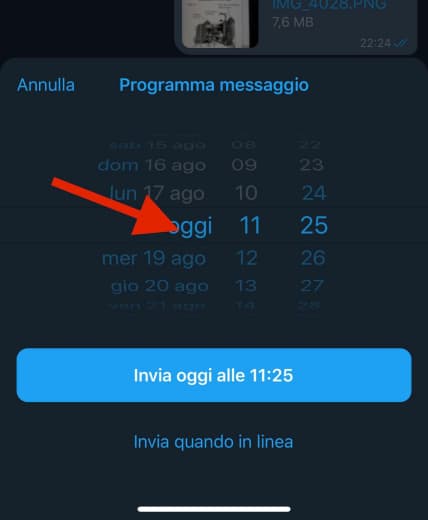 IMG_4028.PNG
7,6 MB
22:24
Annulla Programma messaggio
sab 15 ago 08 22
dom 16 ago 09 23
lun 17 ago 10 24
oggi 11 25
mer 19 ago 12 26
gio 20 ago 13 27
ven 21 ago 14 28
Invia oggi alle 11:25
Invia quando in linea